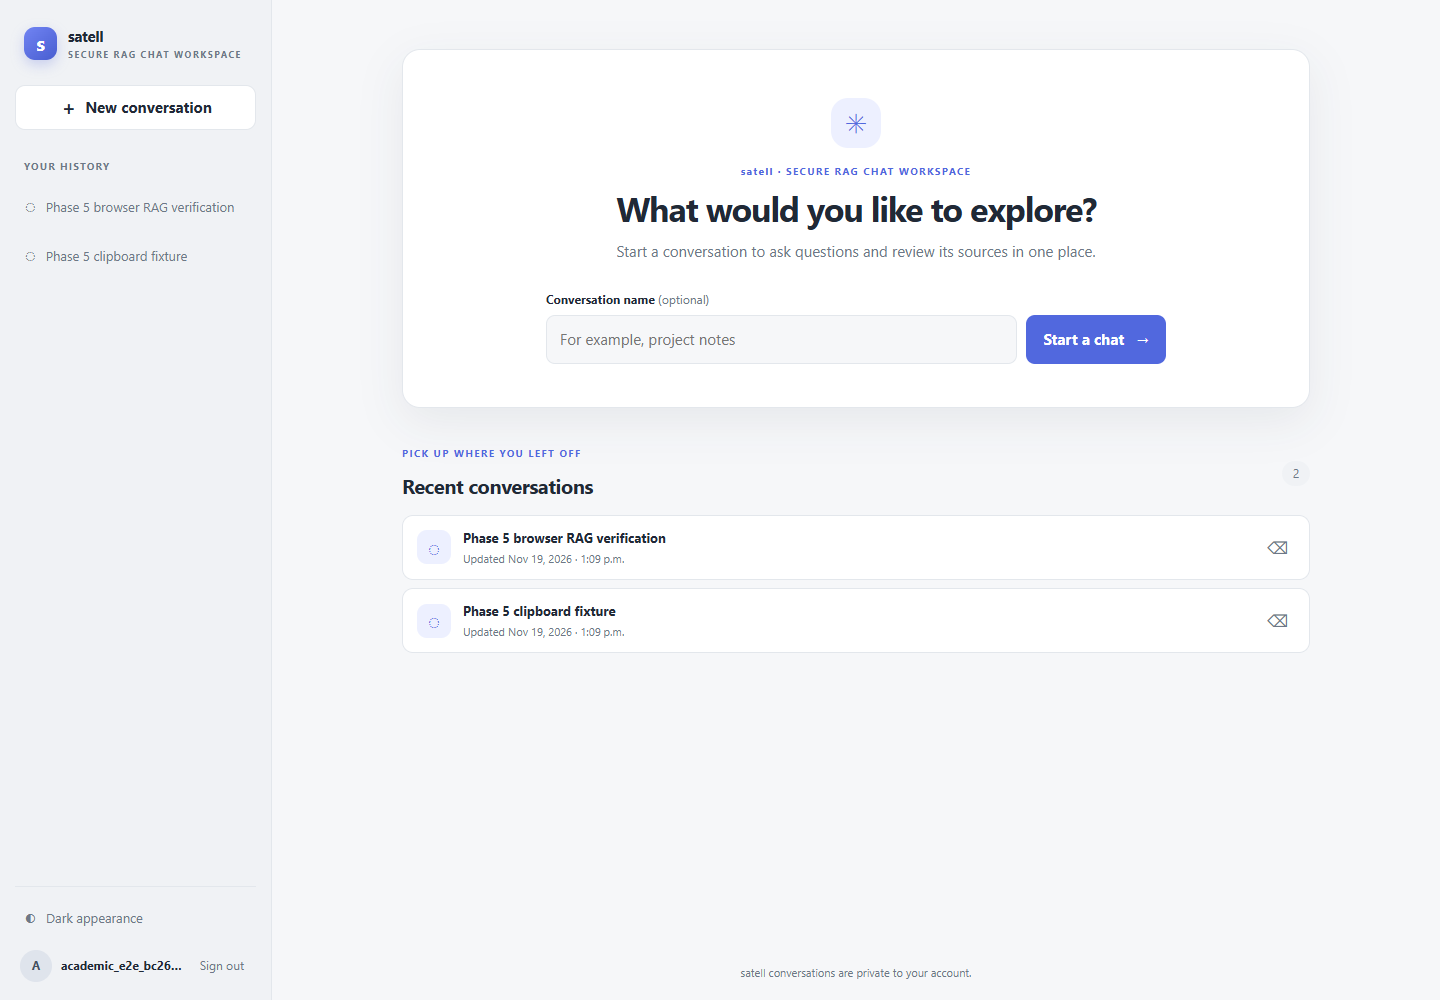 s
satell
SECURE RAG CHAT WORKSPACE
+ New conversation
YOUR HISTORY
Phase 5 browser RAG verification
Phase 5 clipboard fixture
Dark appearance
A
academic_e2e_bc26...
Sign out
satell · SECURE RAG CHAT WORKSPACE
What would you like to explore?
Start a conversation to ask questions and review its sources in one place.
Conversation name (optional)
For example, project notes
Start a chat →
PICK UP WHERE YOU LEFT OFF
Recent conversations
2
Phase 5 browser RAG verification
Updated Nov 19, 2026 · 1:09 p.m.
Phase 5 clipboard fixture
Updated Nov 19, 2026 · 1:09 p.m.
satell conversations are private to your account.